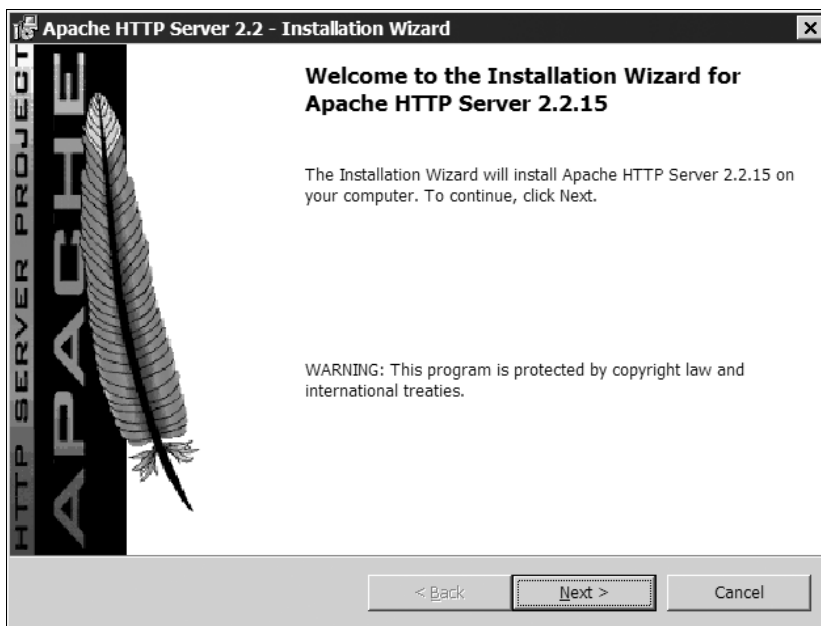 Apache HTTP Server 2.2 - Installation Wizard
HTTP SERVER PROJECT
APACHE
Welcome to the Installation Wizard for
Apache HTTP Server 2.2.15
The Installation Wizard will install Apache HTTP Server 2.2.15 on
your computer. To continue, click Next.
WARNING: This program is protected by copyright law and
international treaties.
< Back
Next >
Cancel